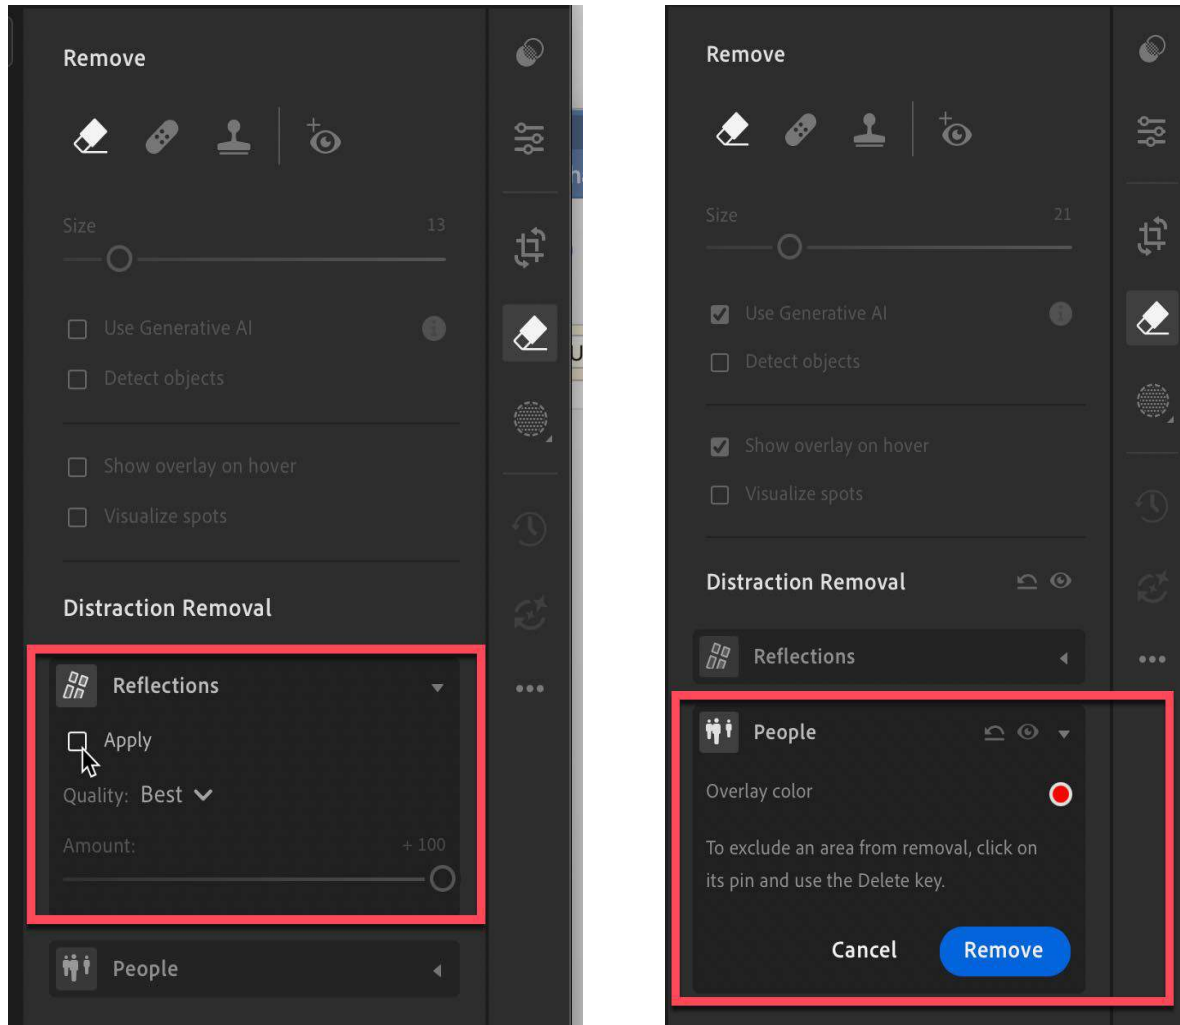 Remove
Size 13
Use Generative AI
Detect objects
Show overlay on hover
Visualize spots
Distraction Removal
Reflections
Apply
Quality: Best
Amount: + 100
People
Remove
Size 21
Use Generative AI
Detect objects
Show overlay on hover
Visualize spots
Distraction Removal
Reflections
People
Overlay color
To exclude an area from removal, click on
its pin and use the Delete key.
Cancel Remove